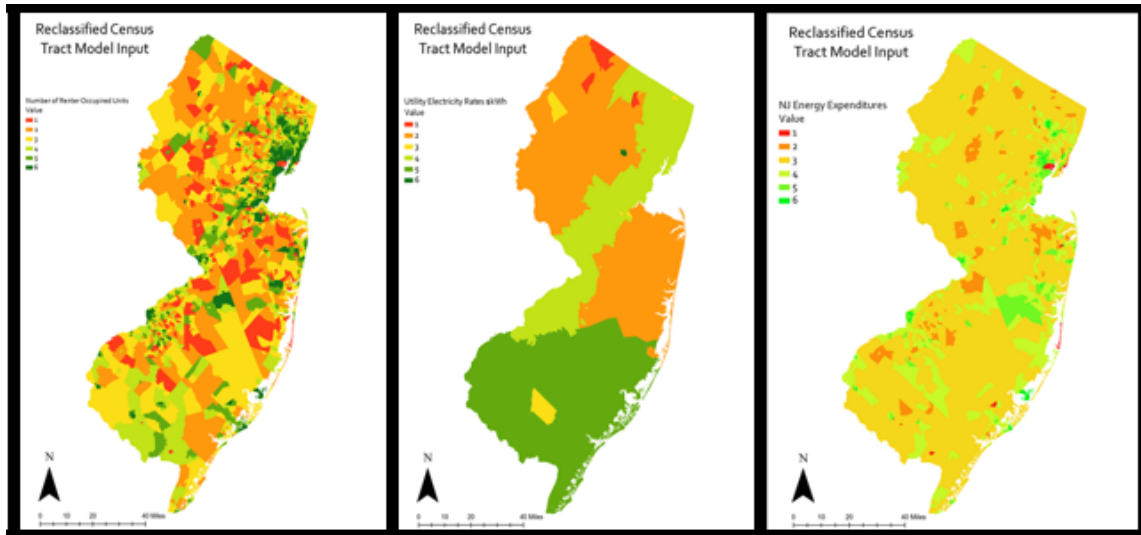 Reclassified Census
Tract Model Input
Number of Renter Occupied Units
Value
1
2
3
4
5
6
N
0 10 20 40 Miles
Reclassified Census
Tract Model Input
Utility Electricity Rates $kWh
Value
1
2
3
4
5
6
N
0 10 20 40 Miles
Reclassified Census
Tract Model Input
NJ Energy Expenditures
Value
1
2
3
4
5
6
N
0 10 20 40 Miles